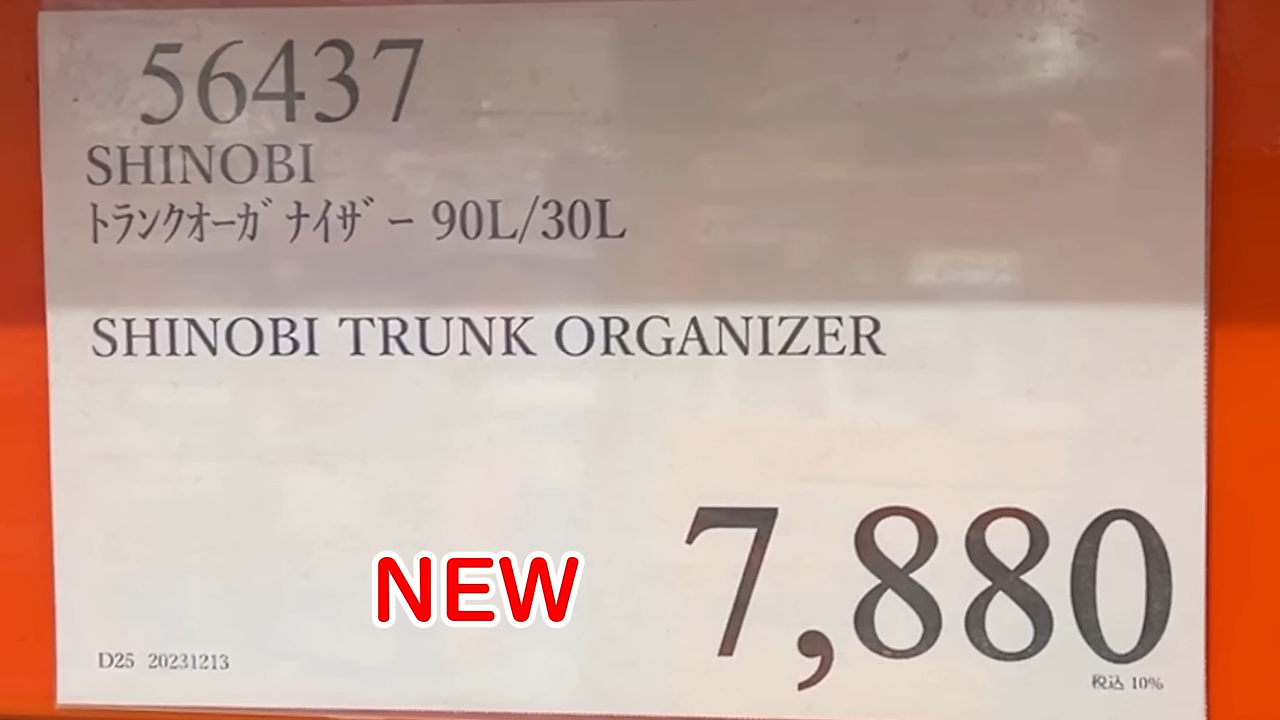 56437
SHINOBI
ﾄﾗﾝｸｵｰｶﾞﾅｲｻﾞｰ 90L/30L
SHINOBI TRUNK ORGANIZER
7,880
NEW
D25 20231213
税込 10%